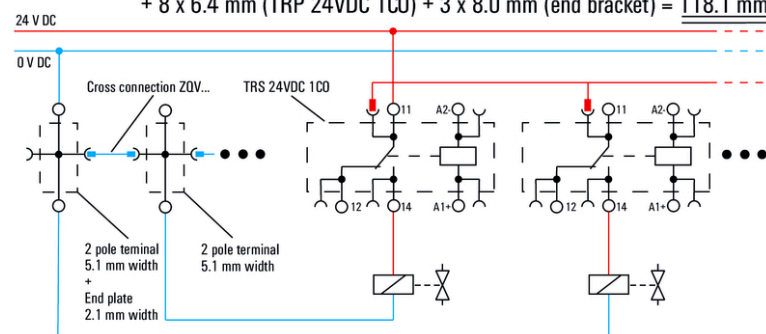 + 8 x 6.4 mm (TRP 24VDC 1CO) + 3 x 8.0 mm (end bracket) = 118.1 mm
24 V DC
0 V DC
Cross connection ZQV...
TRS 24VDC 1CO
11
A2-
11
A2-
12
14
A1+
12
14
A1+
2 pole teminal
5.1 mm width
+
End plate
2.1 mm width
2 pole terminal
5.1 mm width